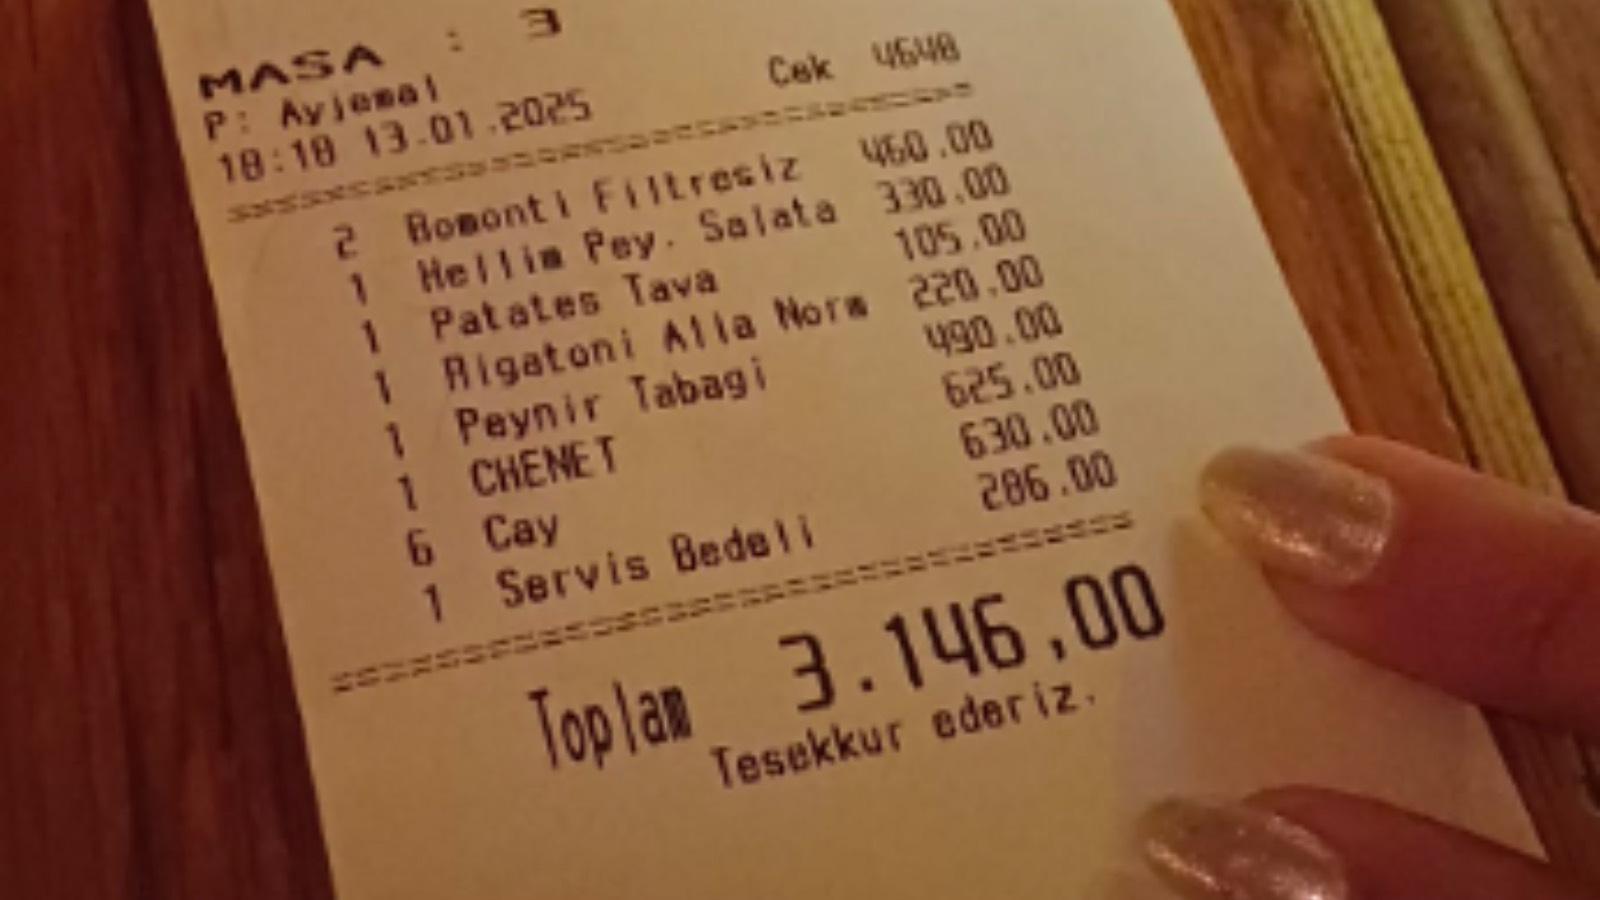 MASA : 3
P: Ayjemal Cek 4648
18:18 13.01.2025
2 Bomonti Filtresiz 460.00
1 Hellim Pey. Salata 330.00
1 Patates Tava 105.00
1 Rigatoni Alla Norm 220.00
1 Peynir Tabagi 490.00
1 CHENET 625.00
6 Cay 630.00
1 Servis Bedeli 286.00
Toplam 3.146,00
Tesekkur ederiz.